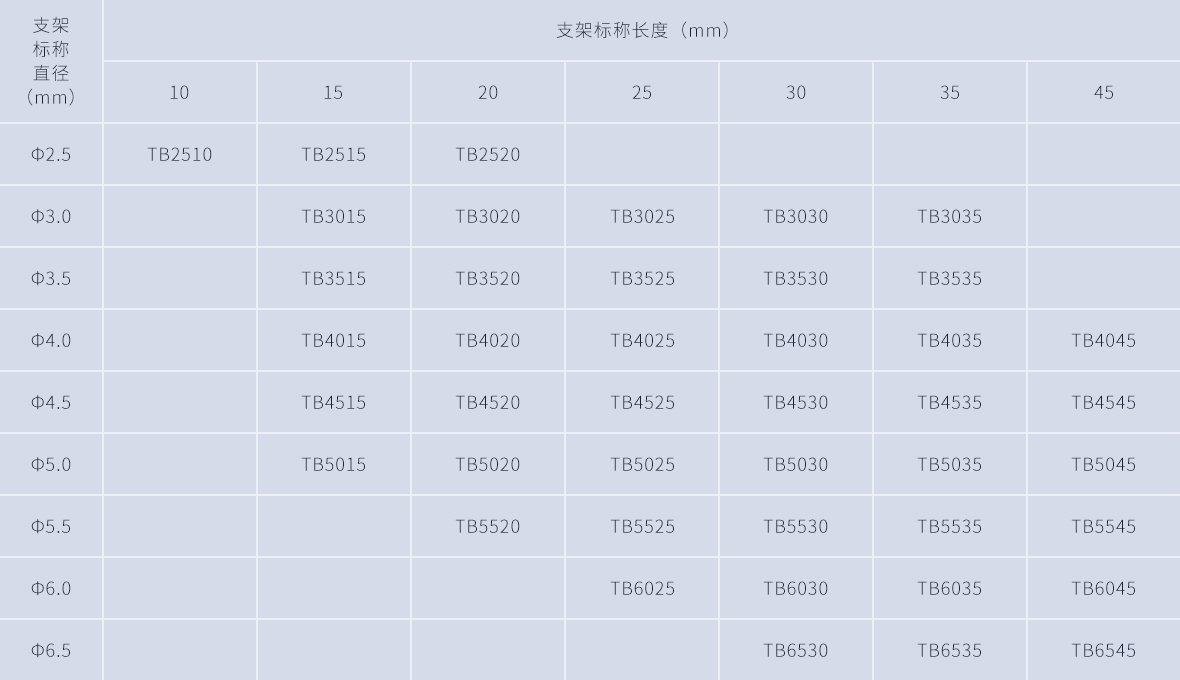 支架
标称
直径
（mm）
支架标称长度（mm）
10 15 20 25 30 35 45
Φ2.5 TB2510 TB2515 TB2520
Φ3.0 TB3015 TB3020 TB3025 TB3030 TB3035
Φ3.5 TB3515 TB3520 TB3525 TB3530 TB3535
Φ4.0 TB4015 TB4020 TB4025 TB4030 TB4035 TB4045
Φ4.5 TB4515 TB4520 TB4525 TB4530 TB4535 TB4545
Φ5.0 TB5015 TB5020 TB5025 TB5030 TB5035 TB5045
Φ5.5 TB5520 TB5525 TB5530 TB5535 TB5545
Φ6.0 TB6025 TB6030 TB6035 TB6045
Φ6.5 TB6530 TB6535 TB6545